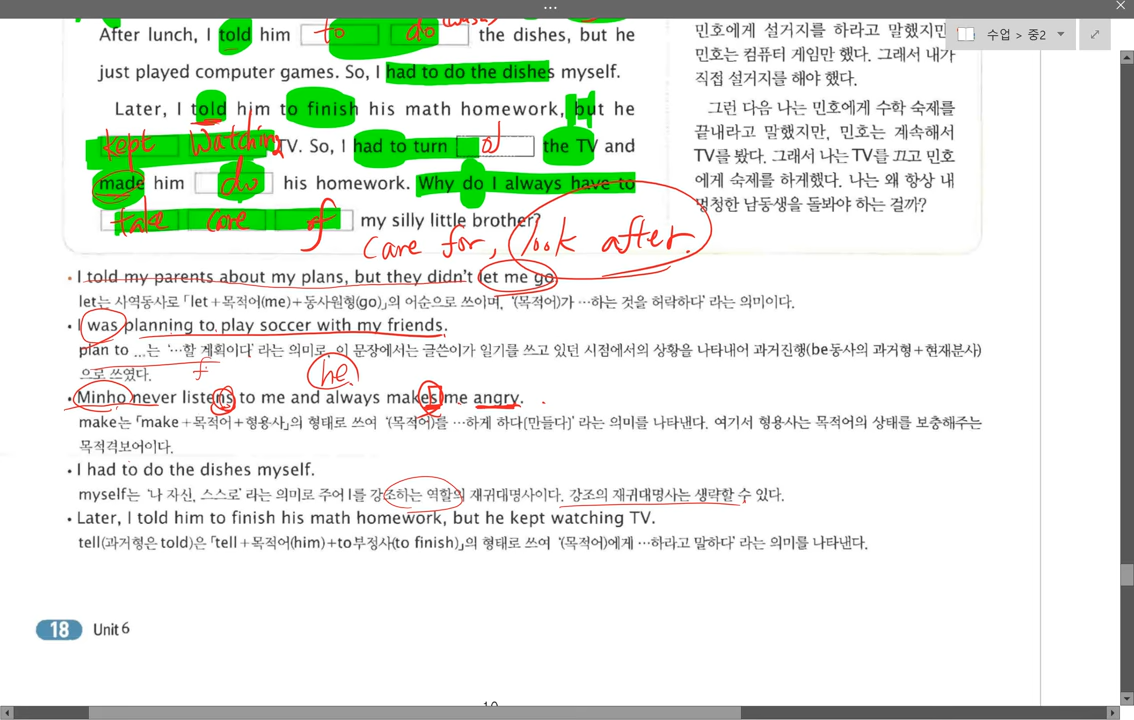 (wash)
After lunch, I told him to do the dishes, but he
just played computer games. So, I had to do the dishes myself.
Later, I told him to finish his math homework, but he
kept watching TV. So, I had to turn the TV and
made him do his homework. Why do I always have to
take care of my silly little brother?
care for, look after.
민호에게 설거지를 하라고 말했지만
민호는 컴퓨터 게임만 했다. 그래서 내가
직접 설거지를 해야 했다.
그런 다음 나는 민호에게 수학 숙제를
끝내라고 말했지만, 민호는 계속해서
TV를 봤다. 그래서 나는 TV를 끄고 민호
에게 숙제를 하게했다. 나는 왜 항상 내
멍청한 남동생을 돌봐야 하는 걸까?
수업 > 중2
• I told my parents about my plans, but they didn't let me go
let는 사역동사로 「let+목적어(me)+동사원형(go)」의 어순으로 쓰이며, '(목적어)가 …하는 것을 허락하다' 라는 의미이다.
• I was planning to play soccer with my friends.
plan to …는 '…할 계획이다' 라는 의미로, 이 문장에서는 글쓴이가 일기를 쓰고 있던 시점에서의 상황을 나타내어 과거진행(be동사의 과거형+현재분사)
으로 쓰였다.
he
• Minho never listens to me and always makes me angry.
make는 「make+목적어+형용사」의 형태로 쓰여 '(목적어)를 …하게 하다{만들다}' 라는 의미를 나타낸다. 여기서 형용사는 목적어의 상태를 보충해주는
목적격보어이다.
• I had to do the dishes myself.
myself는 '나 자신, 스스로' 라는 의미로 주어 I를 강조하는 역할의 재귀대명사이다. 강조의 재귀대명사는 생략할 수 있다.
• Later, I told him to finish his math homework, but he kept watching TV.
tell(과거형은 told)은 「tell+목적어(him)+to부정사(to finish)」의 형태로 쓰여 '(목적어)에게 …하라고 말하다' 라는 의미를 나타낸다.
18 Unit 6